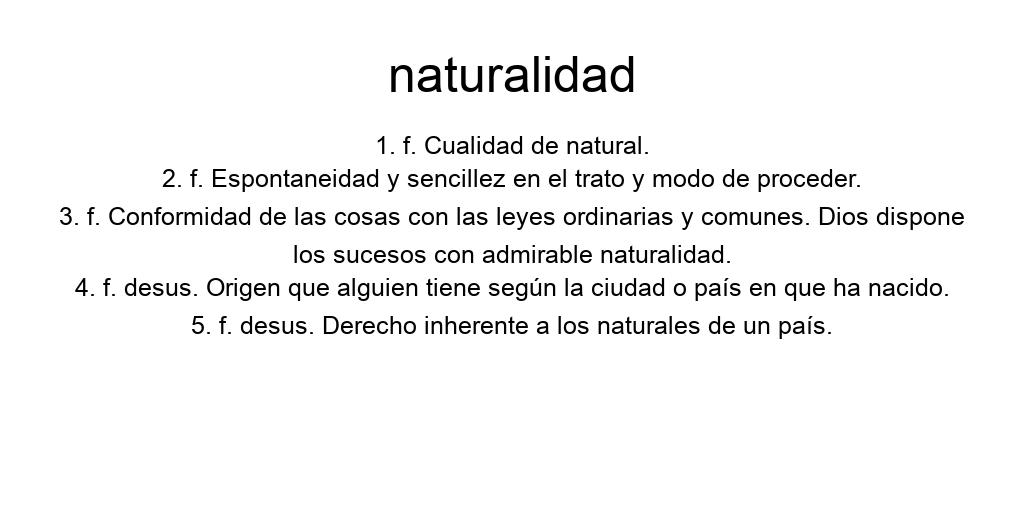 naturalidad
1. f. Cualidad de natural.
2. f. Espontaneidad y sencillez en el trato y modo de proceder.
3. f. Conformidad de las cosas con las leyes ordinarias y comunes. Dios dispone
los sucesos con admirable naturalidad.
4. f. desus. Origen que alguien tiene según la ciudad o país en que ha nacido.
5. f. desus. Derecho inherente a los naturales de un país.